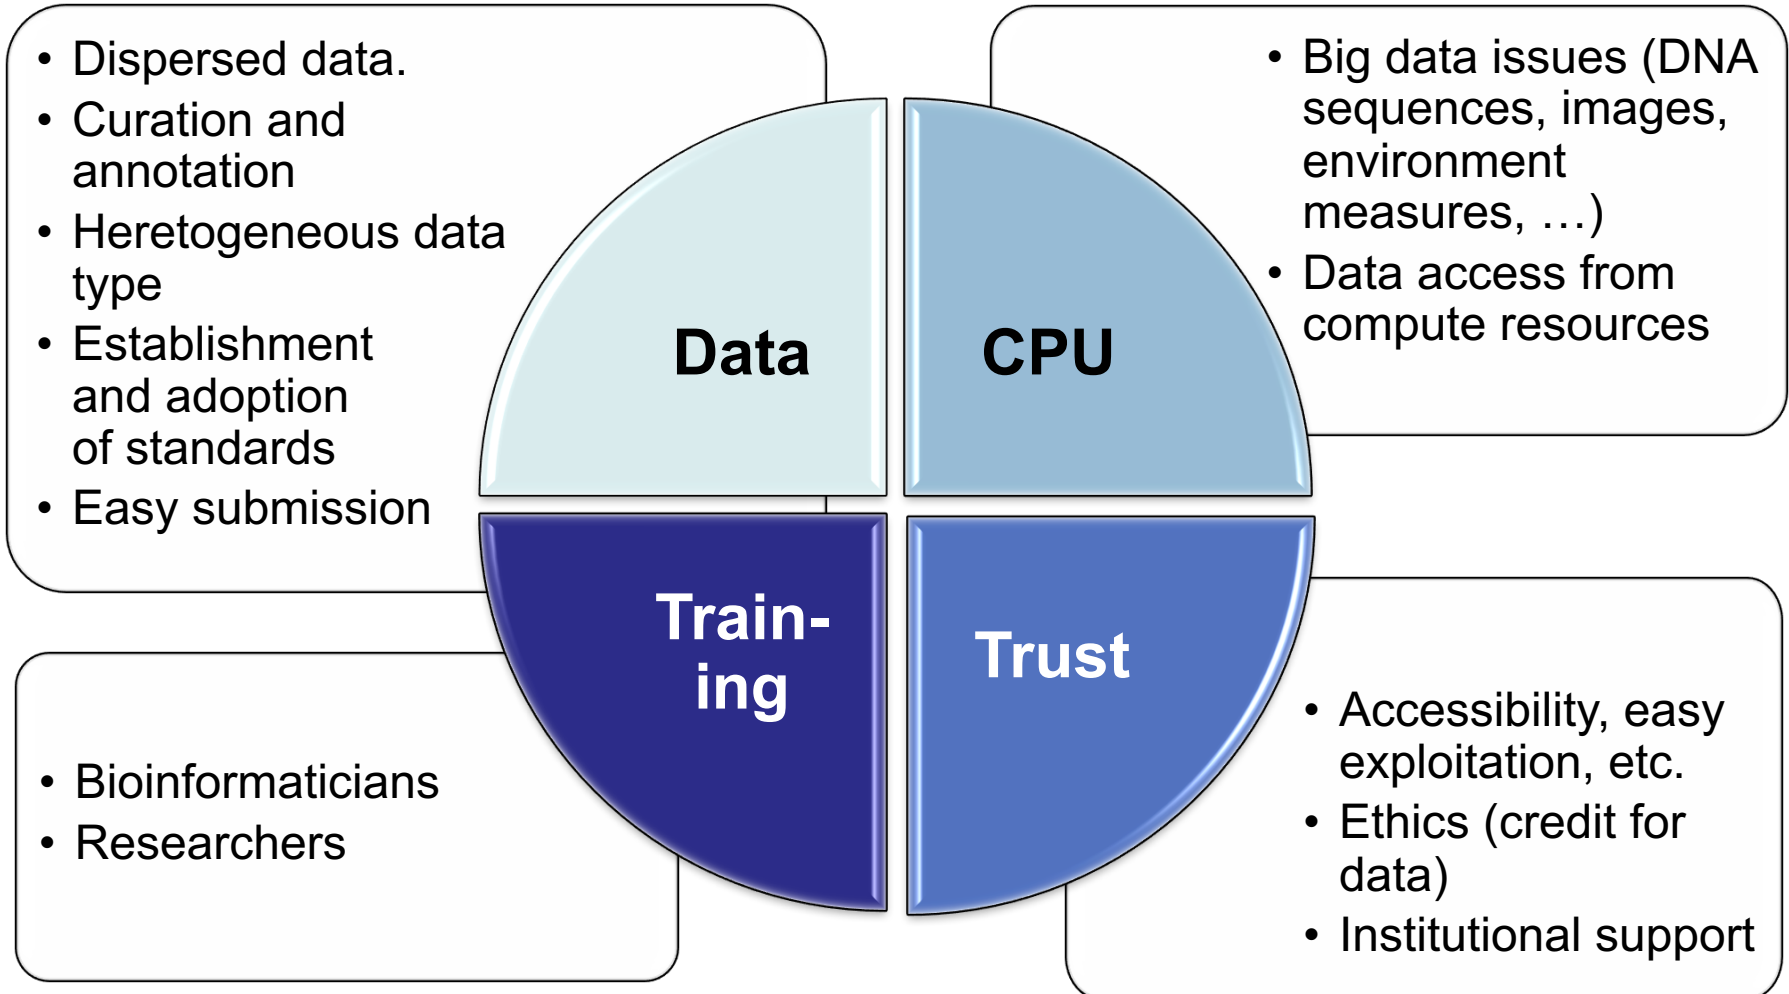 • Dispersed data.
• Curation and
annotation
• Heretogeneous data
type
• Establishment
and adoption
of standards
• Easy submission
• Big data issues (DNA
sequences, images,
environment
measures, …)
• Data access from
compute resources
Data
CPU
Train-
ing
Trust
• Bioinformaticians
• Researchers
• Accessibility, easy
exploitation, etc.
• Ethics (credit for
data)
• Institutional support